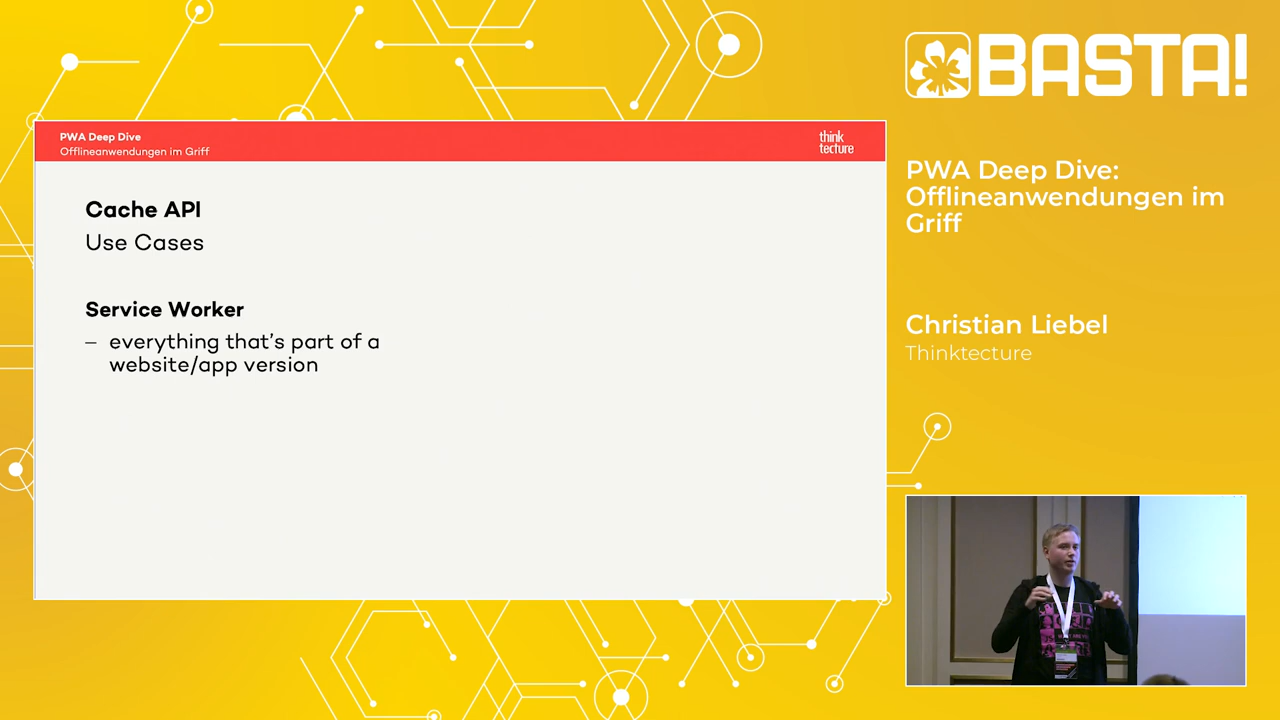 PWA Deep Dive
Offlineanwendungen im Griff
think
tecture
Cache API
Use Cases
Service Worker
– everything that's part of a
website/app version
BASTA!
PWA Deep Dive:
Offlineanwendungen im
Griff
Christian Liebel
Thinktecture